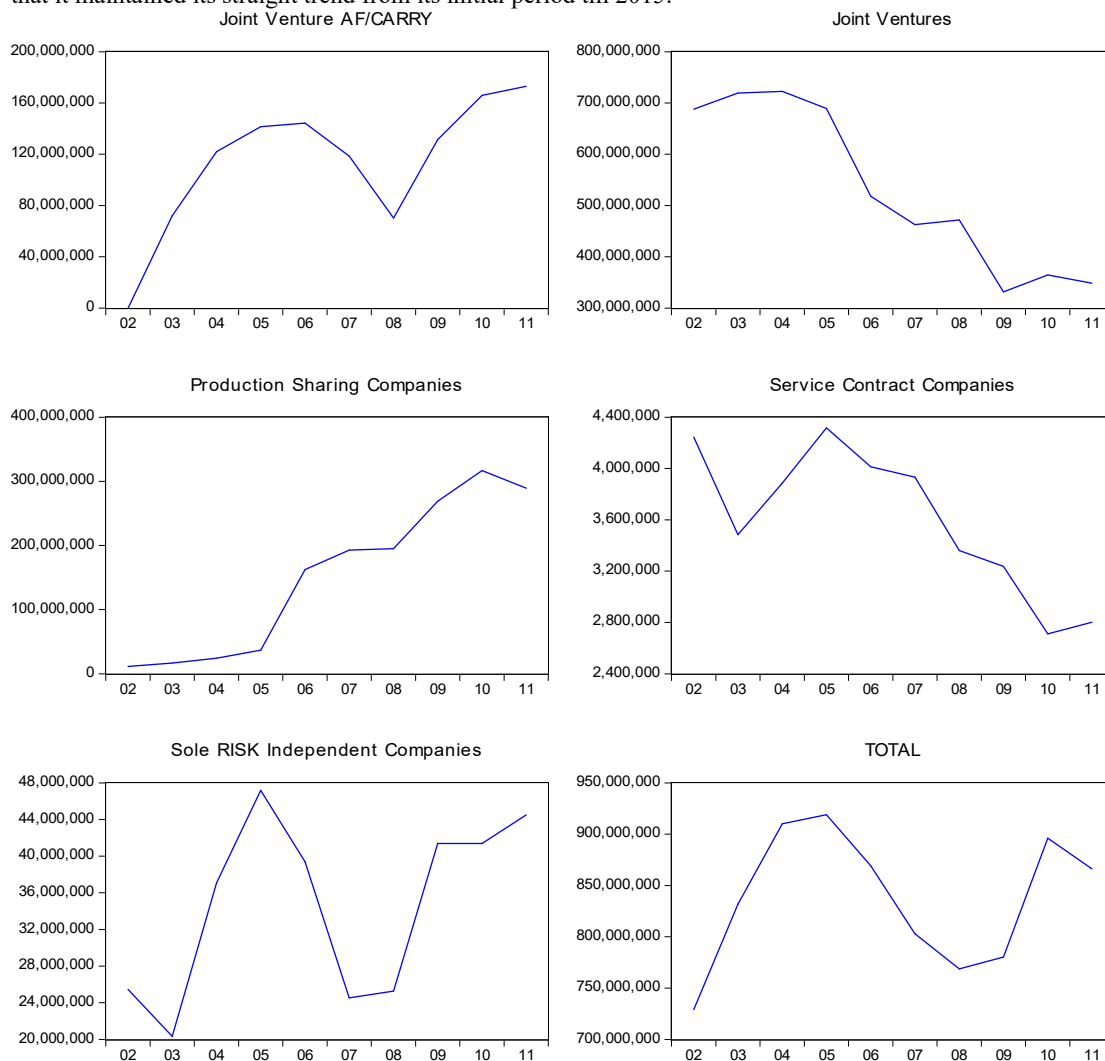 that it maintained its straight trend from its initial period till 2015.
Joint Venture AF/CARRY
200,000,000
160,000,000
120,000,000
80,000,000
40,000,000
0
02 03 04 05 06 07 08 09 10 11
Joint Ventures
800,000,000
700,000,000
600,000,000
500,000,000
400,000,000
300,000,000
02 03 04 05 06 07 08 09 10 11
Production Sharing Companies
400,000,000
300,000,000
200,000,000
100,000,000
0
02 03 04 05 06 07 08 09 10 11
Service Contract Companies
4,400,000
4,000,000
3,600,000
3,200,000
2,800,000
2,400,000
02 03 04 05 06 07 08 09 10 11
Sole RISK Independent Companies
48,000,000
44,000,000
40,000,000
36,000,000
32,000,000
28,000,000
24,000,000
20,000,000
02 03 04 05 06 07 08 09 10 11
TOTAL
950,000,000
900,000,000
850,000,000
800,000,000
750,000,000
700,000,000
02 03 04 05 06 07 08 09 10 11